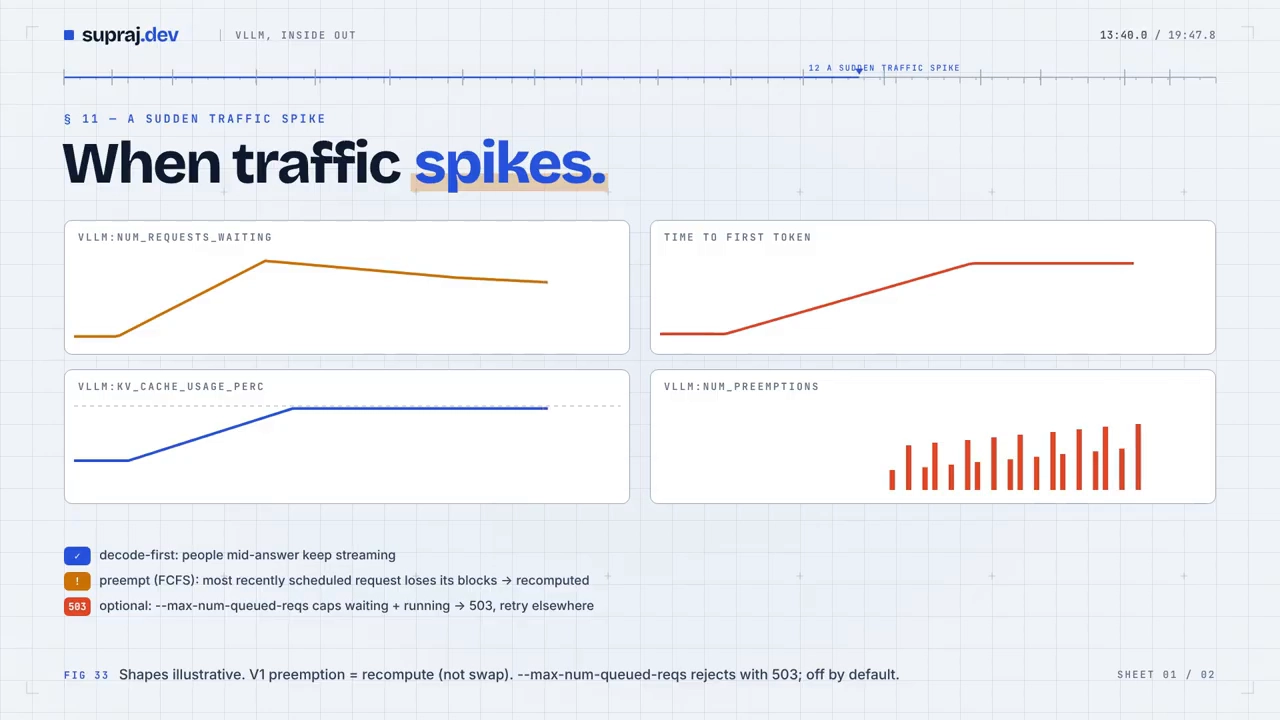 supraj.dev
VLLM, INSIDE OUT
13:40.0 / 19:47.8
12 A SUDDEN TRAFFIC SPIKE
§ 11 — A SUDDEN TRAFFIC SPIKE
When traffic spikes.
VLLM:NUM_REQUESTS_WAITING
TIME TO FIRST TOKEN
VLLM:KV_CACHE_USAGE_PERC
VLLM:NUM_PREEMPTIONS
✓ decode-first: people mid-answer keep streaming
! preempt (FCFS): most recently scheduled request loses its blocks → recomputed
503 optional: --max-num-queued-reqs caps waiting + running → 503, retry elsewhere
FIG 33 Shapes illustrative. V1 preemption = recompute (not swap). --max-num-queued-reqs rejects with 503; off by default.
SHEET 01 / 02